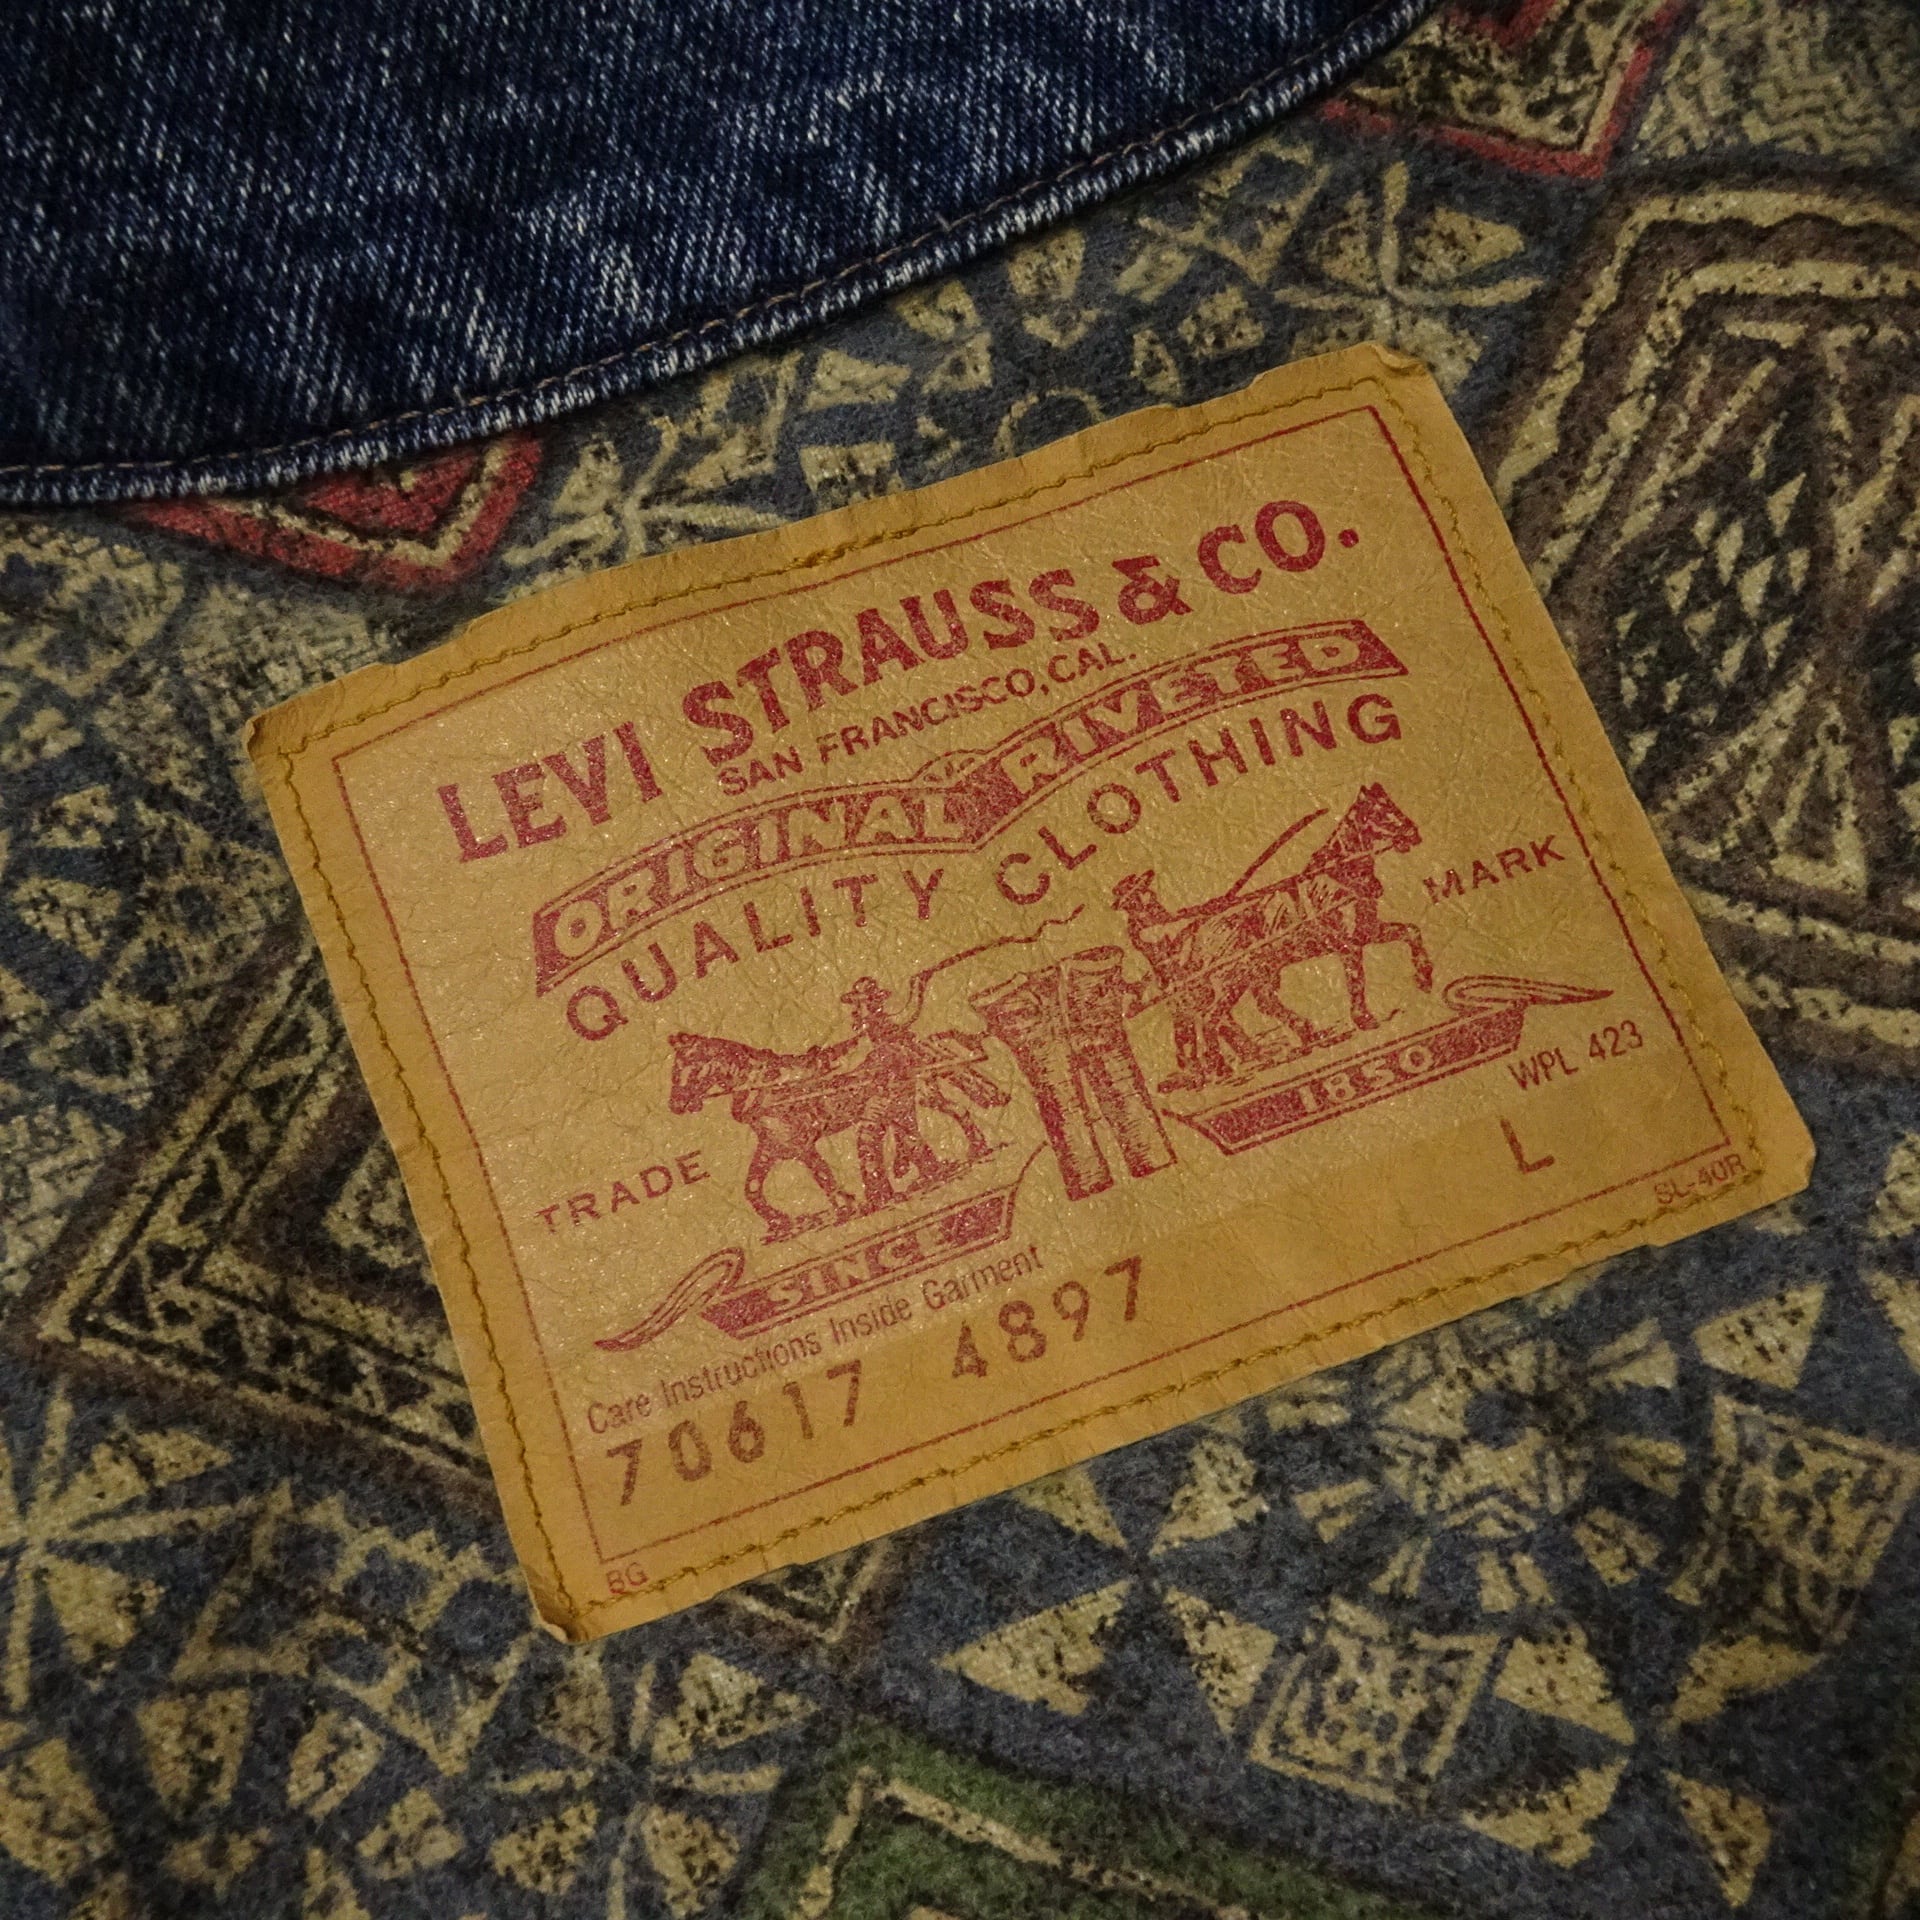 LEVI STRAUSS & CO.
SAN FRANCISCO, CAL.
ORIGINAL RIVETED
QUALITY CLOTHING
TRADE MARK
SINCE 1850
WPL 423
L
Care Instructions Inside Garment
70617 4897
SL-40R
BG